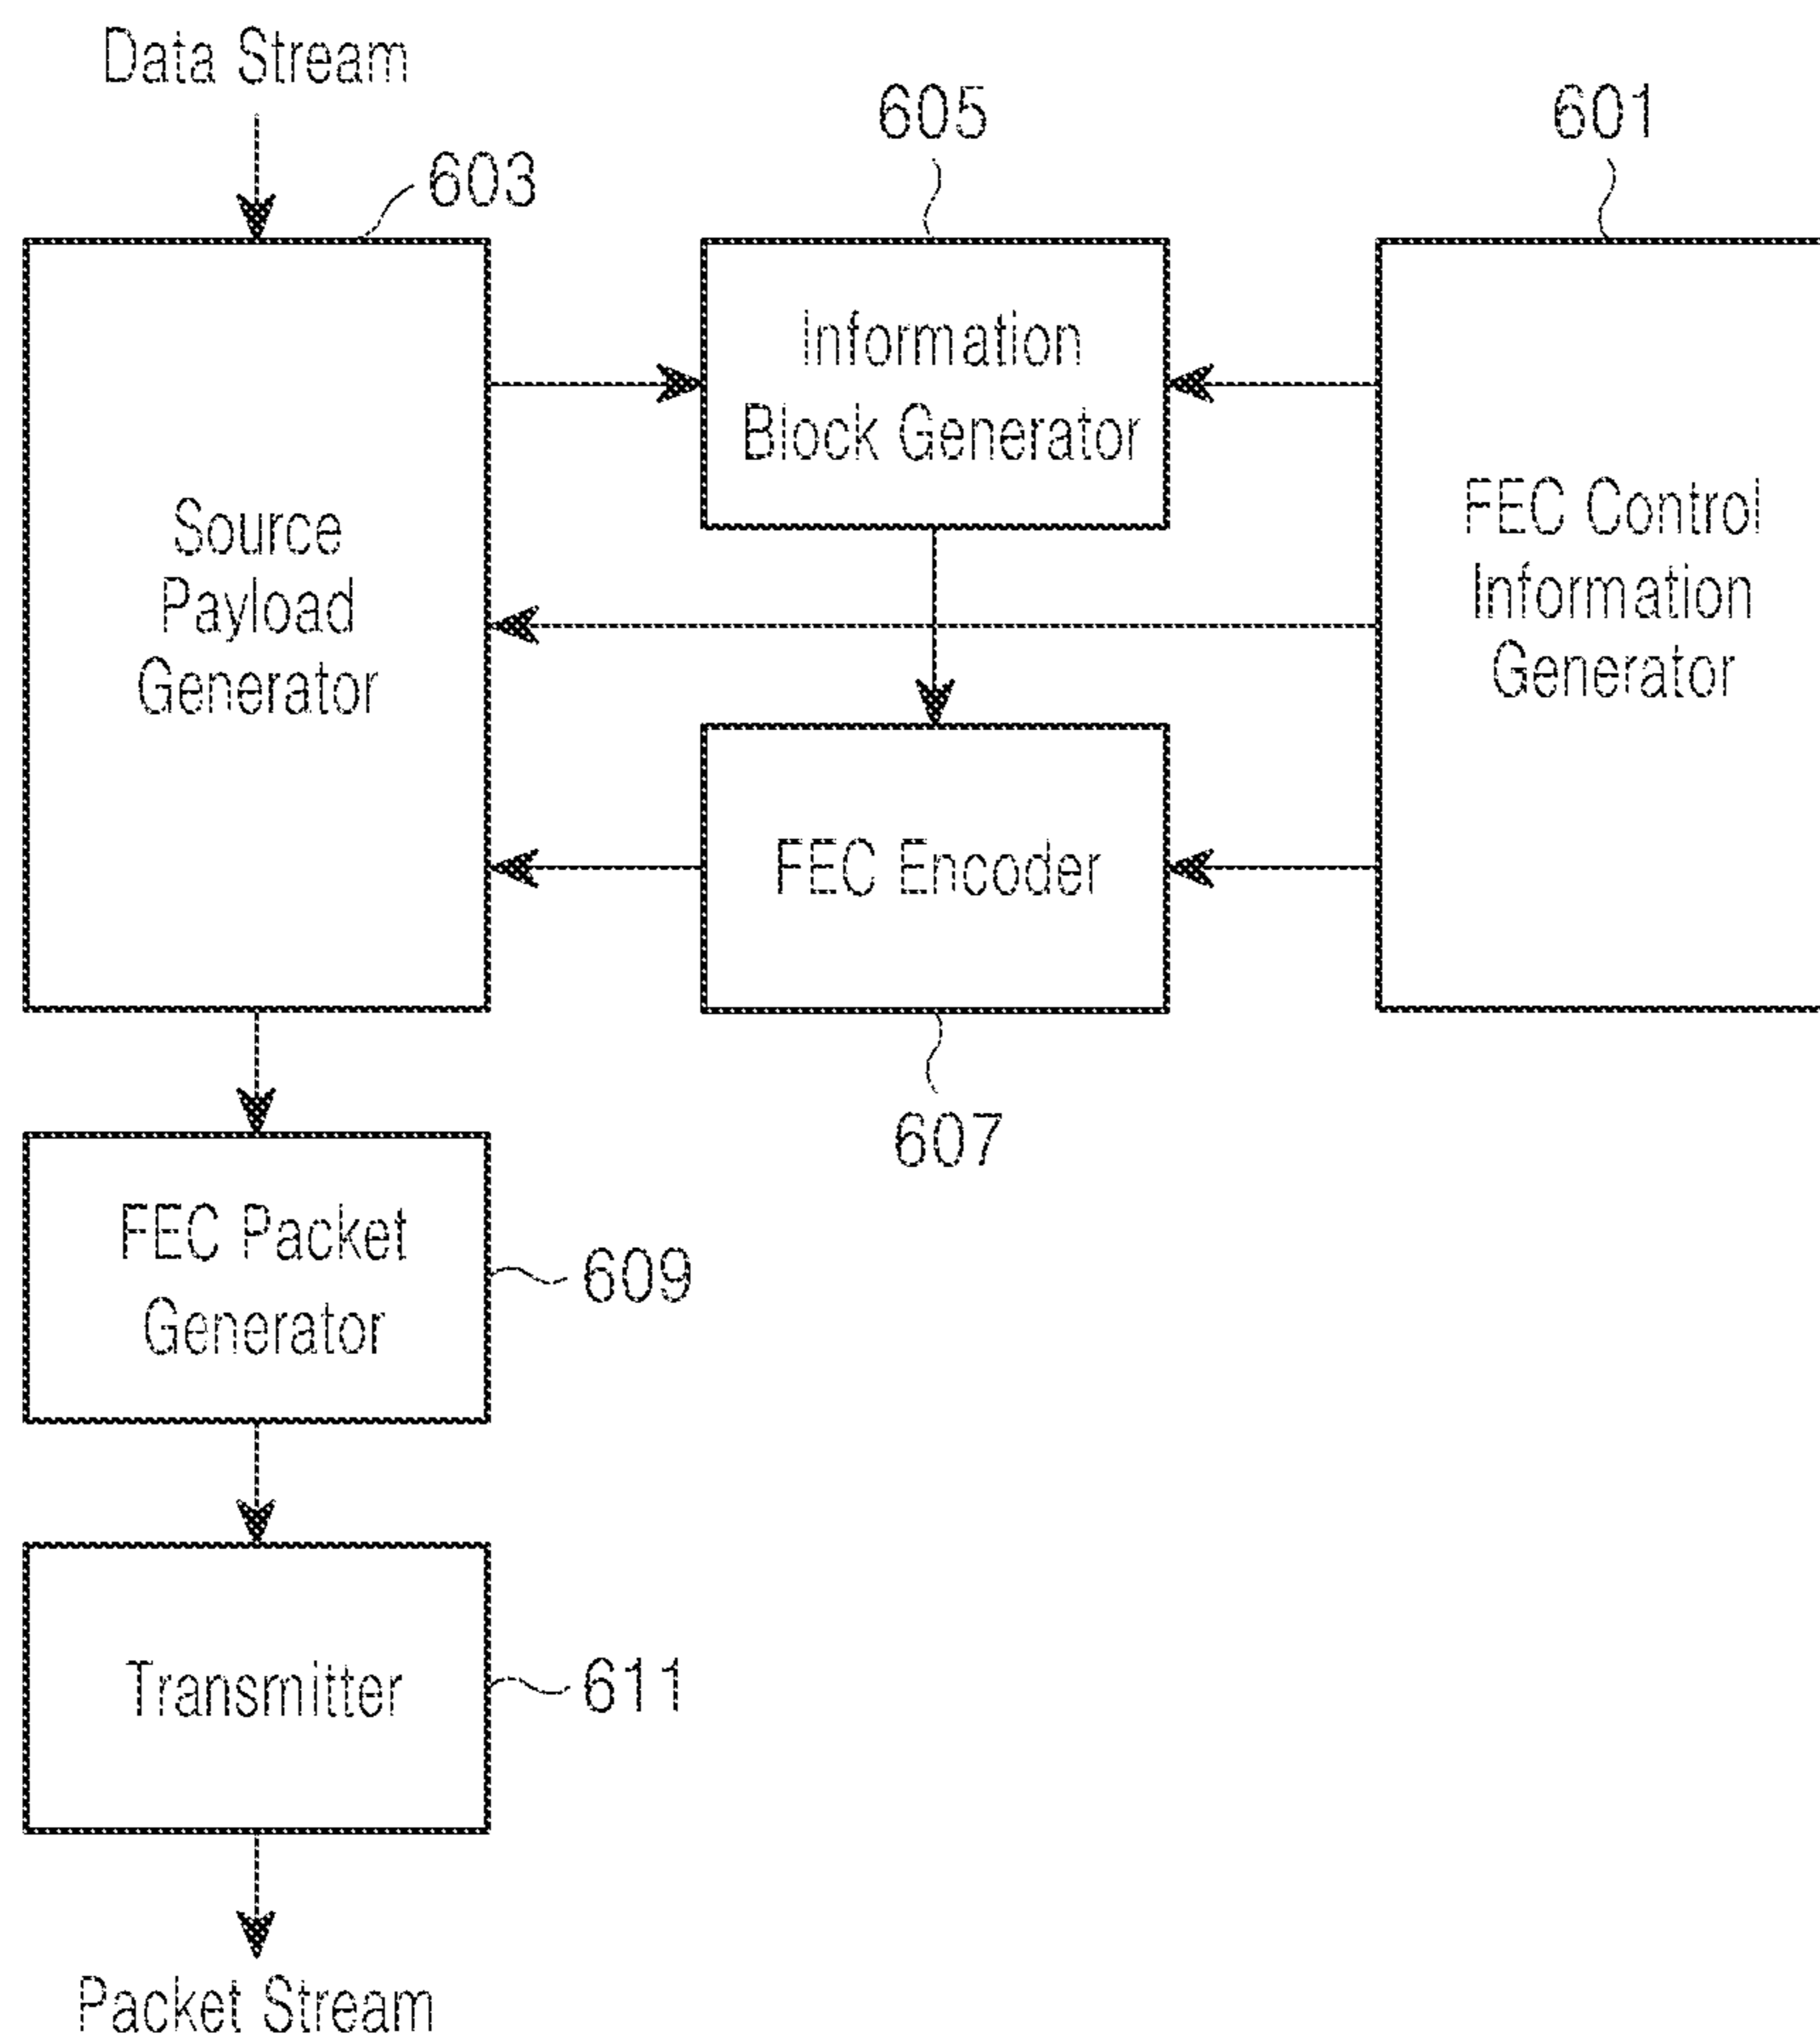 Data Stream
603
605
601
Source
Payload
Generator
Information
Block Generator
FEC Control
Information
Generator
FEC Encoder
607
FEC Packet
Generator
609
Transmitter
611
Packet Stream